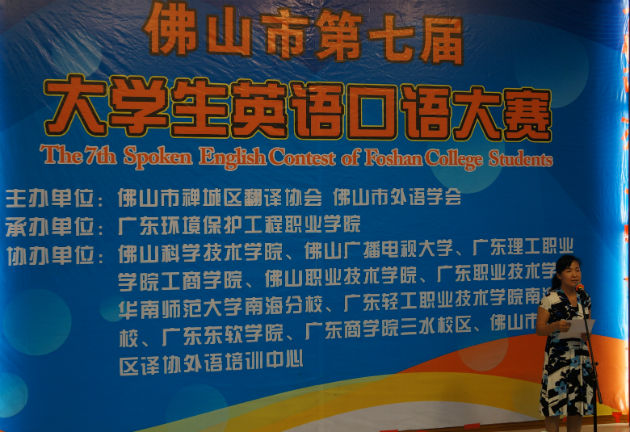 佛山市第七届
大学生英语口语大赛
The 7th Spoken English Contest of Foshan College Students
主办单位：佛山市禅城区翻译协会 佛山市外语学会
承办单位：广东环境保护工程职业学院
协办单位：佛山科学技术学院、佛山广播电视大学、广东理工职业
学院工商学院、佛山职业技术学院、广东职业技术学
华南师范大学南海分校、广东轻工职业技术学院南海
校、广东东软学院、广东商学院三水校区、佛山市
区译协外语培训中心